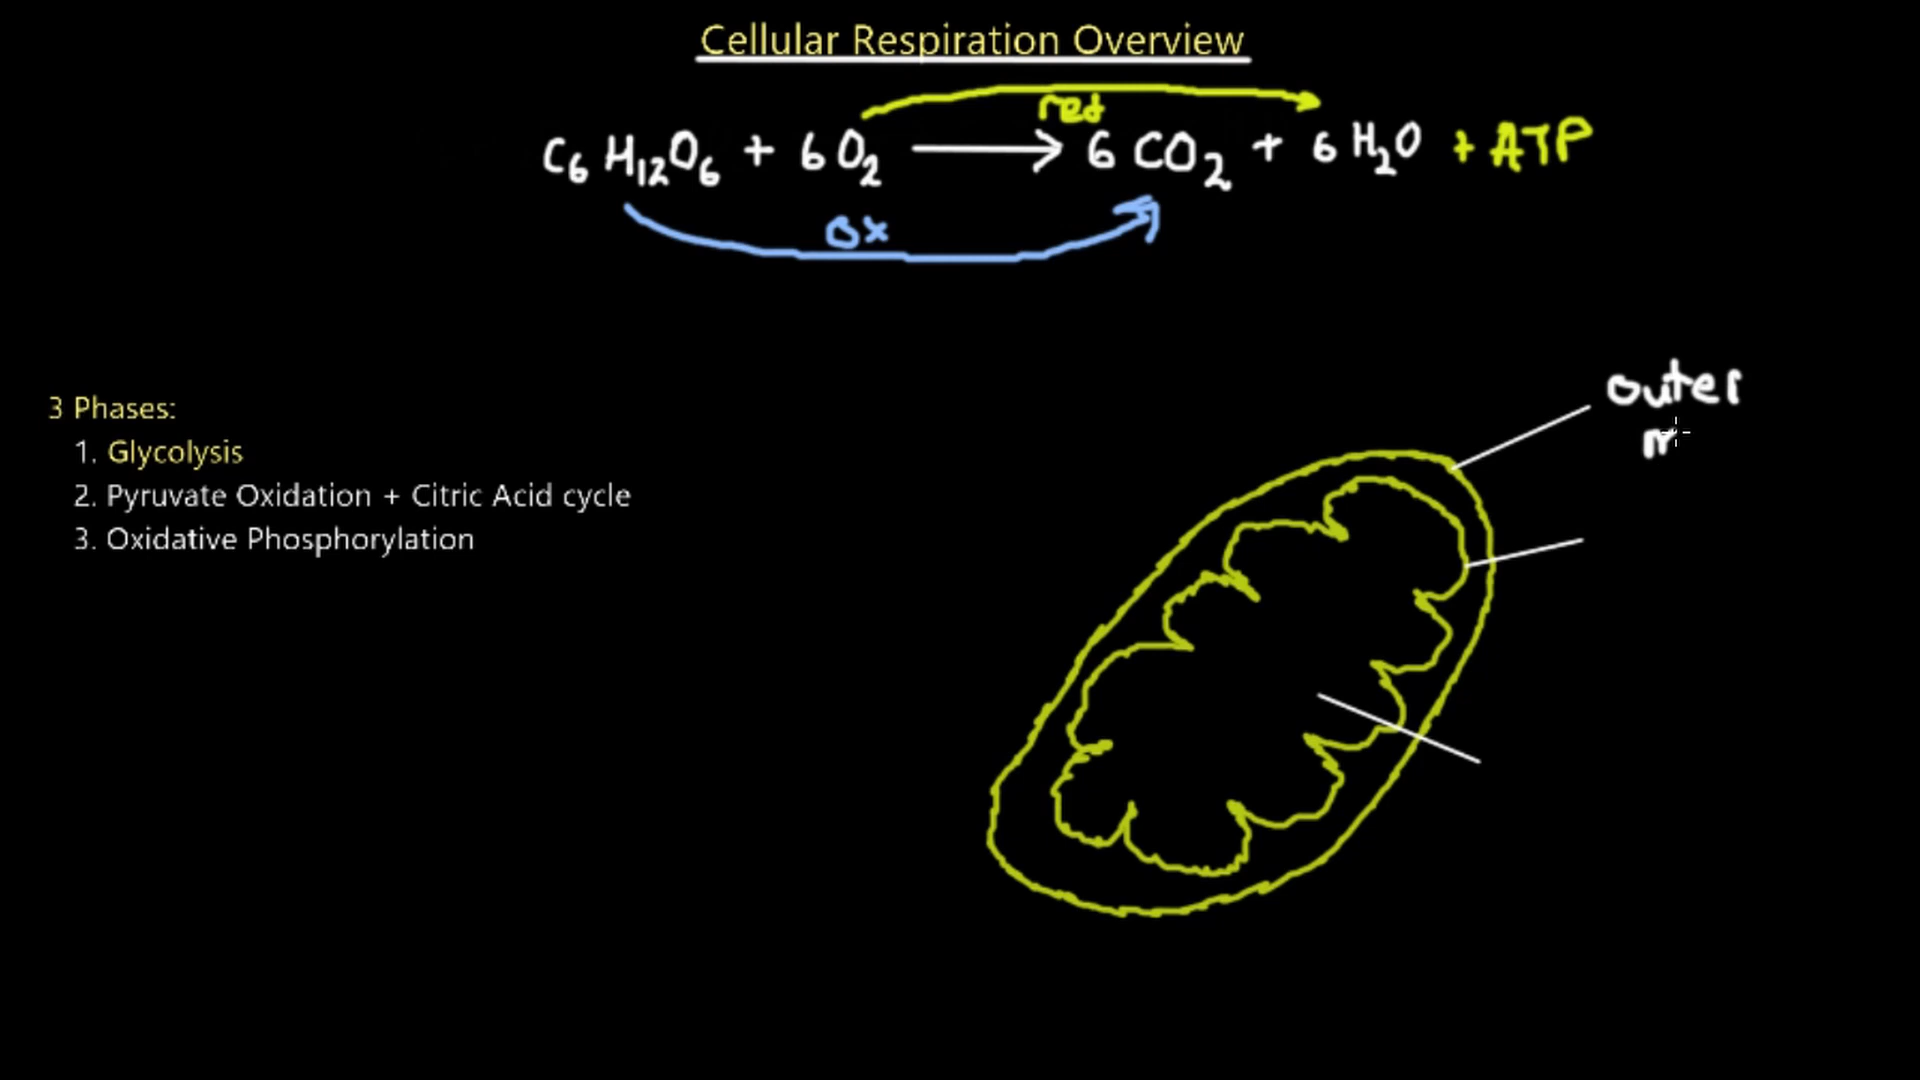 Cellular Respiration Overview
red
C6 H12O6 + 6 O2 → 6 CO2 + 6 H2O + ATP
Ox
outer
m
3 Phases:
1. Glycolysis
2. Pyruvate Oxidation + Citric Acid cycle
3. Oxidative Phosphorylation